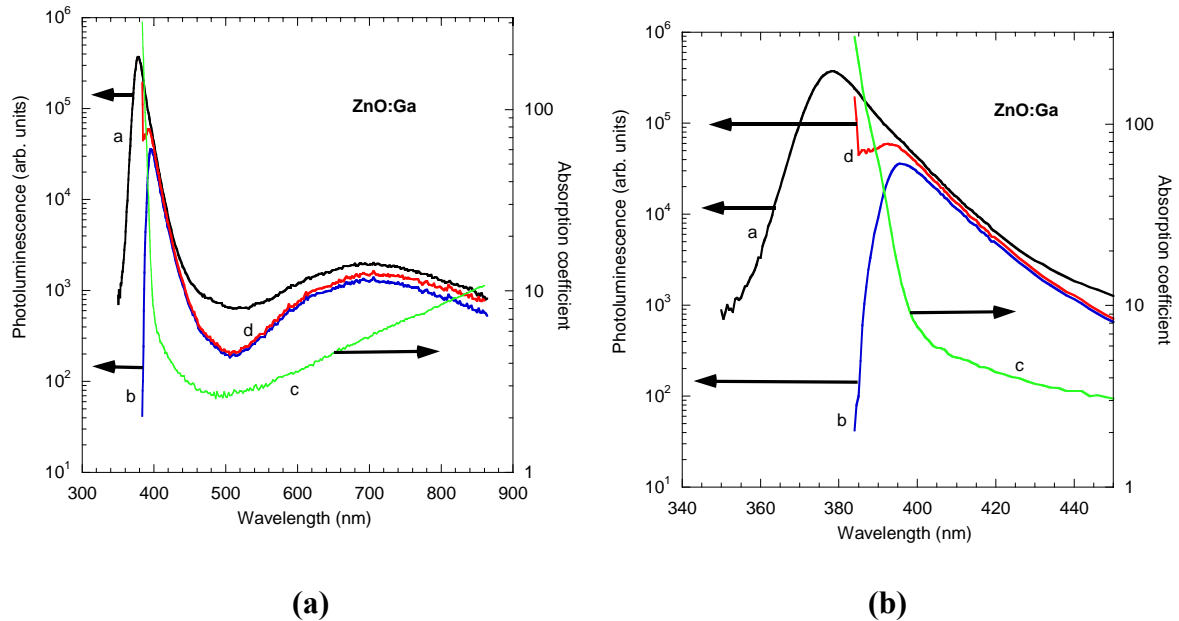 10^6
10^5
10^4
10^3
10^2
10^1
Photoluminescence (arb. units)
ZnO:Ga
a
b
c
d
100
10
1
Absorption coefficient
300 400 500 600 700 800 900
Wavelength (nm)
(a)
10^6
10^5
10^4
10^3
10^2
10^1
Photoluminescence (arb. units)
ZnO:Ga
d
a
b
c
100
10
1
Absorption coefficient
340 360 380 400 420 440
Wavelength (nm)
(b)